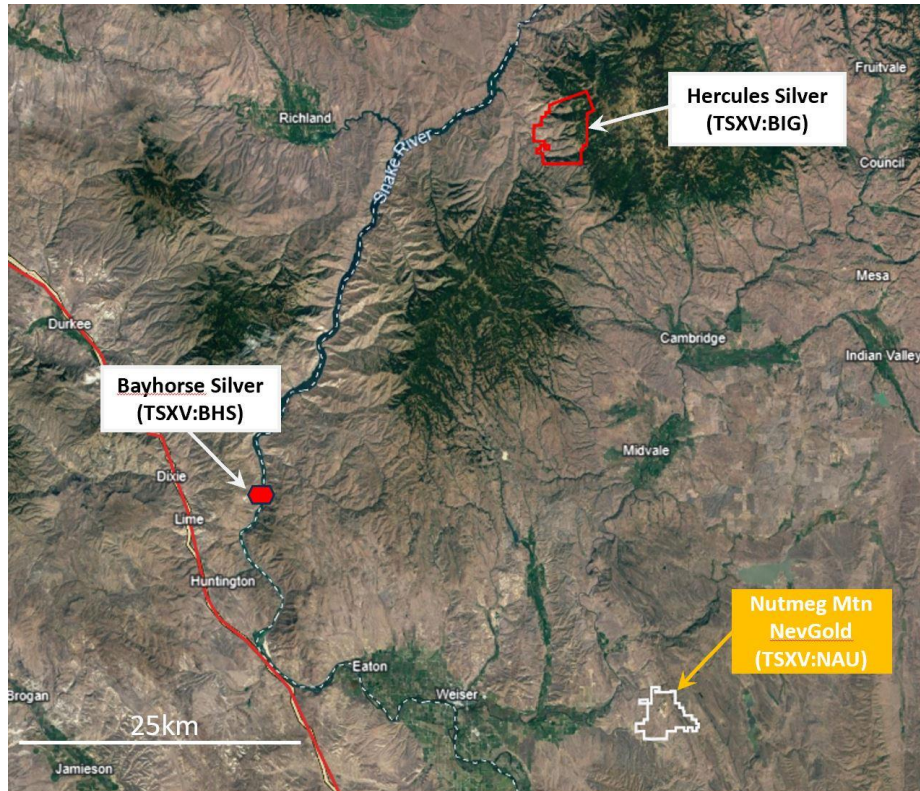 Fruitvale
Hercules Silver
(TSXV:BIG)
Richland
Snake River
Council
Mesa
Durkee
Cambridge
Indian Valley
Bayhorse Silver
(TSXV:BHS)
Midvale
Dixie
Lime
Huntington
Nutmeg Mtn
NevGold
(TSXV:NAU)
Eaton
Weiser
Brogan
25km
Jamieson